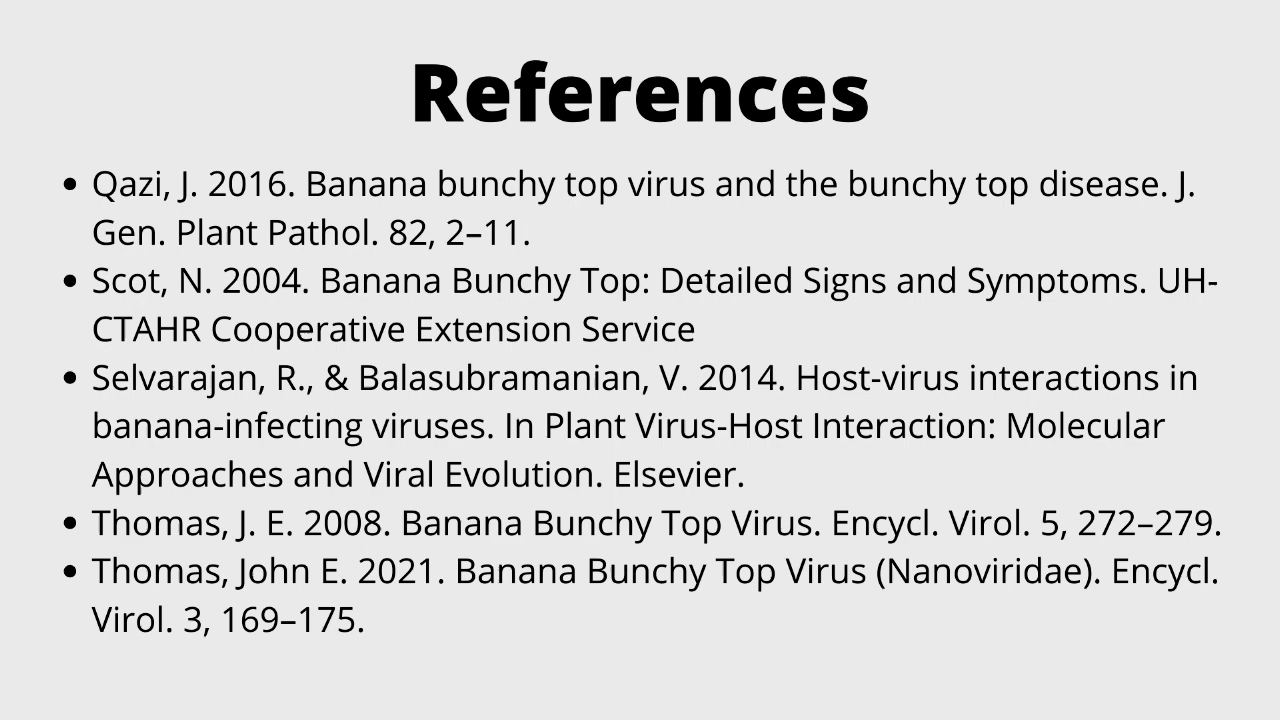 References
• Qazi, J. 2016. Banana bunchy top virus and the bunchy top disease. J.
Gen. Plant Pathol. 82, 2–11.
• Scot, N. 2004. Banana Bunchy Top: Detailed Signs and Symptoms. UH-
CTAHR Cooperative Extension Service
• Selvarajan, R., & Balasubramanian, V. 2014. Host-virus interactions in
banana-infecting viruses. In Plant Virus-Host Interaction: Molecular
Approaches and Viral Evolution. Elsevier.
• Thomas, J. E. 2008. Banana Bunchy Top Virus. Encycl. Virol. 5, 272–279.
• Thomas, John E. 2021. Banana Bunchy Top Virus (Nanoviridae). Encycl.
Virol. 3, 169–175.